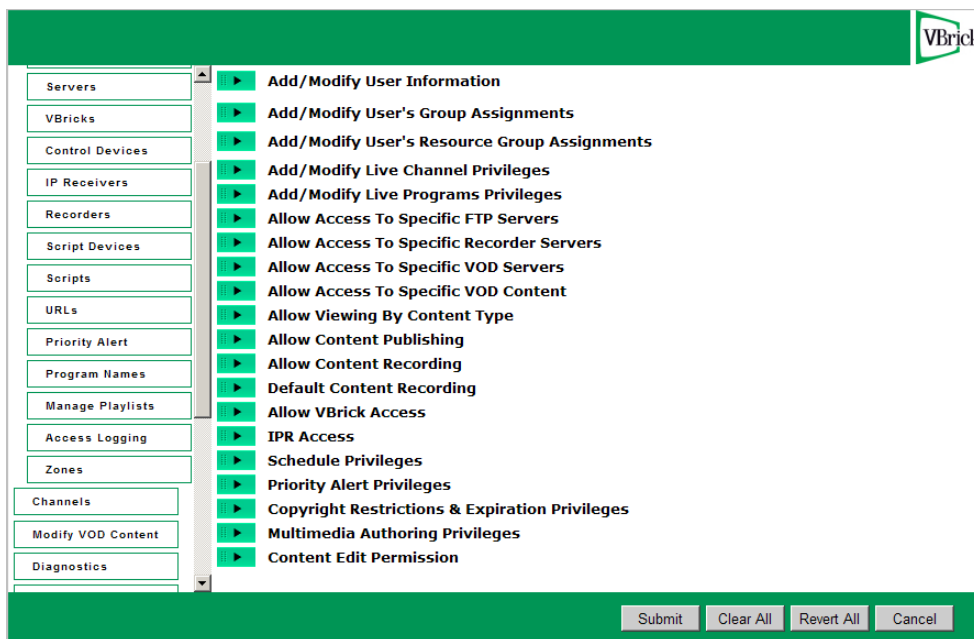 VBrick
Servers
VBricks
Control Devices
IP Receivers
Recorders
Script Devices
Scripts
URLs
Priority Alert
Program Names
Manage Playlists
Access Logging
Zones
Channels
Modify VOD Content
Diagnostics
Add/Modify User Information
Add/Modify User's Group Assignments
Add/Modify User's Resource Group Assignments
Add/Modify Live Channel Privileges
Add/Modify Live Programs Privileges
Allow Access To Specific FTP Servers
Allow Access To Specific Recorder Servers
Allow Access To Specific VOD Servers
Allow Access To Specific VOD Content
Allow Viewing By Content Type
Allow Content Publishing
Allow Content Recording
Default Content Recording
Allow VBrick Access
IPR Access
Schedule Privileges
Priority Alert Privileges
Copyright Restrictions & Expiration Privileges
Multimedia Authoring Privileges
Content Edit Permission
Submit
Clear All
Revert All
Cancel